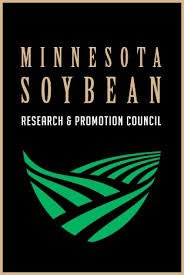 MINNESOTA
SOYBEAN
RESEARCH & PROMOTION COUNCIL